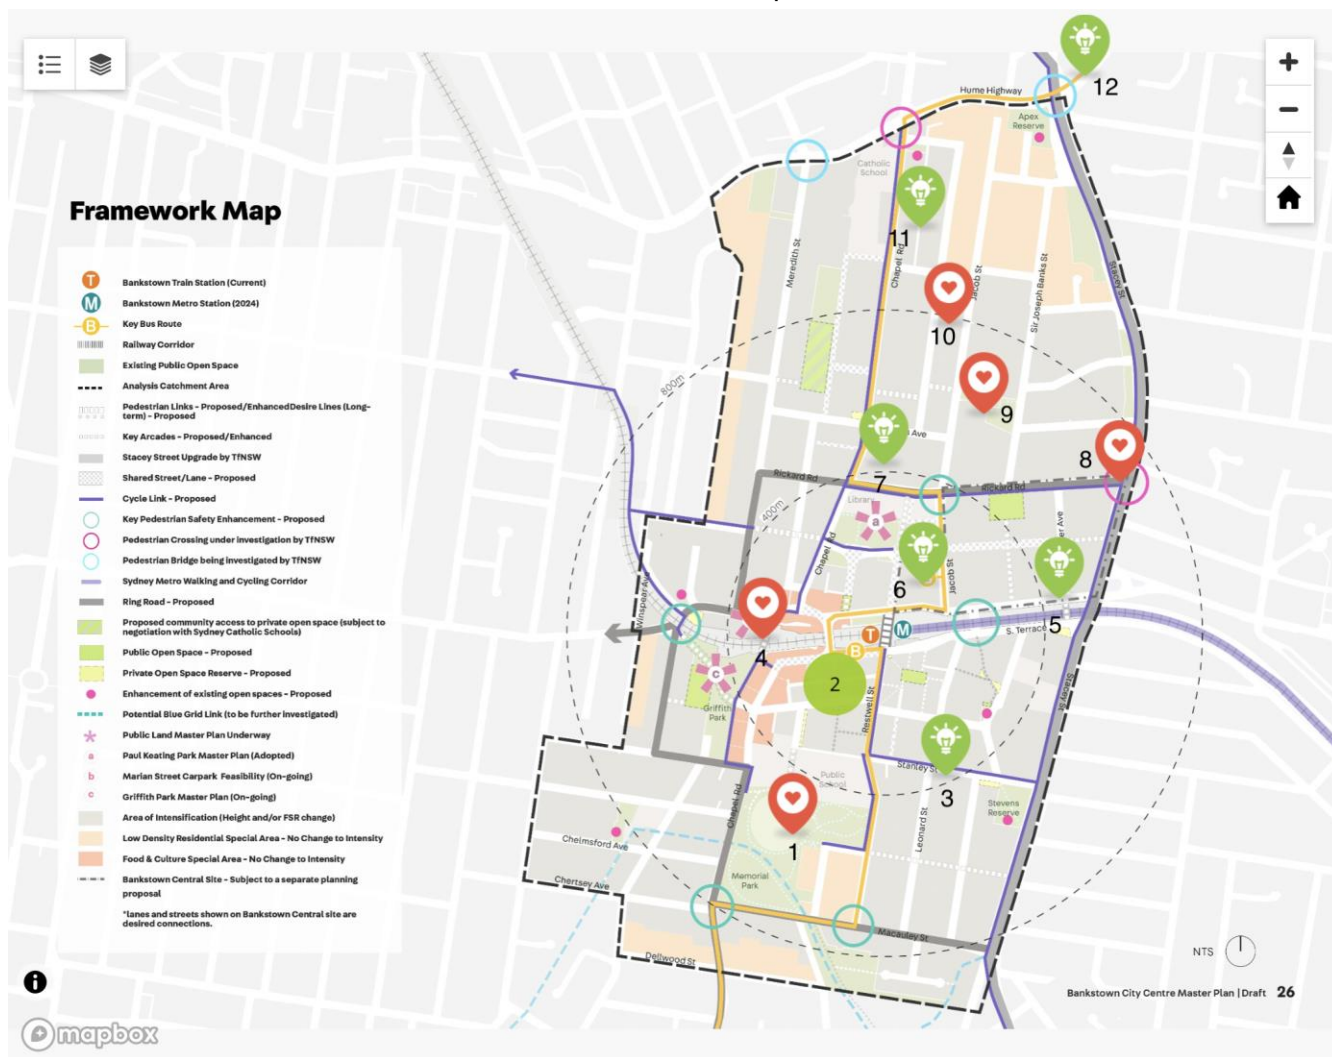 12
Hume Highway
Apex
Reserve
Catholic
School
11
Framework Map
Meredith St
Chapel Rd
Jacob St
Sir Joseph Banks St
Stacey St
T Bankstown Train Station (Current)
M Bankstown Metro Station (2024)
B Key Bus Route
Railway Corridor
Existing Public Open Space
Analysis Catchment Area
Pedestrian Links - Proposed/EnhancedDesire Lines (Long-
term) - Proposed
Key Arcades - Proposed/Enhanced
Stacey Street Upgrade by TfNSW
Shared Street/Lane - Proposed
Cycle Link - Proposed
Key Pedestrian Safety Enhancement - Proposed
Pedestrian Crossing under investigation by TfNSW
Pedestrian Bridge being investigated by TfNSW
Sydney Metro Walking and Cycling Corridor
Ring Road - Proposed
Proposed community access to private open space (subject to
negotiation with Sydney Catholic Schools)
Public Open Space - Proposed
Private Open Space Reserve - Proposed
Enhancement of existing open spaces - Proposed
Potential Blue Grid Link (to be further investigated)
Public Land Master Plan Underway
a Paul Keating Park Master Plan (Adopted)
b Marian Street Carpark Feasibility (On-going)
c Griffith Park Master Plan (On-going)
Area of Intensification (Height and/or FSR change)
Low Density Residential Special Area - No Change to Intensity
Food & Culture Special Area - No Change to Intensity
Bankstown Central Site - Subject to a separate planning
proposal
*lanes and streets shown on Bankstown Central site are
desired connections.
10
800m
9
Ave
8
Rickard Rd
7
Rickard Rd
Library
400m
a
Chapel Rd
6
Jacob St
Ave
Winspear Ave
5
S. Terrace
4
T
M
B
2
c
Griffith
Park
Restwell St
Stacey St
Public
School
Stanley St
3
Stevens
Reserve
Chapel Rd
1
Leonard St
Chelmsford Ave
Memorial
Park
Chertsey Ave
Macauley St
Dellwood St
NTS
Bankstown City Centre Master Plan | Draft 26
i
mapbox